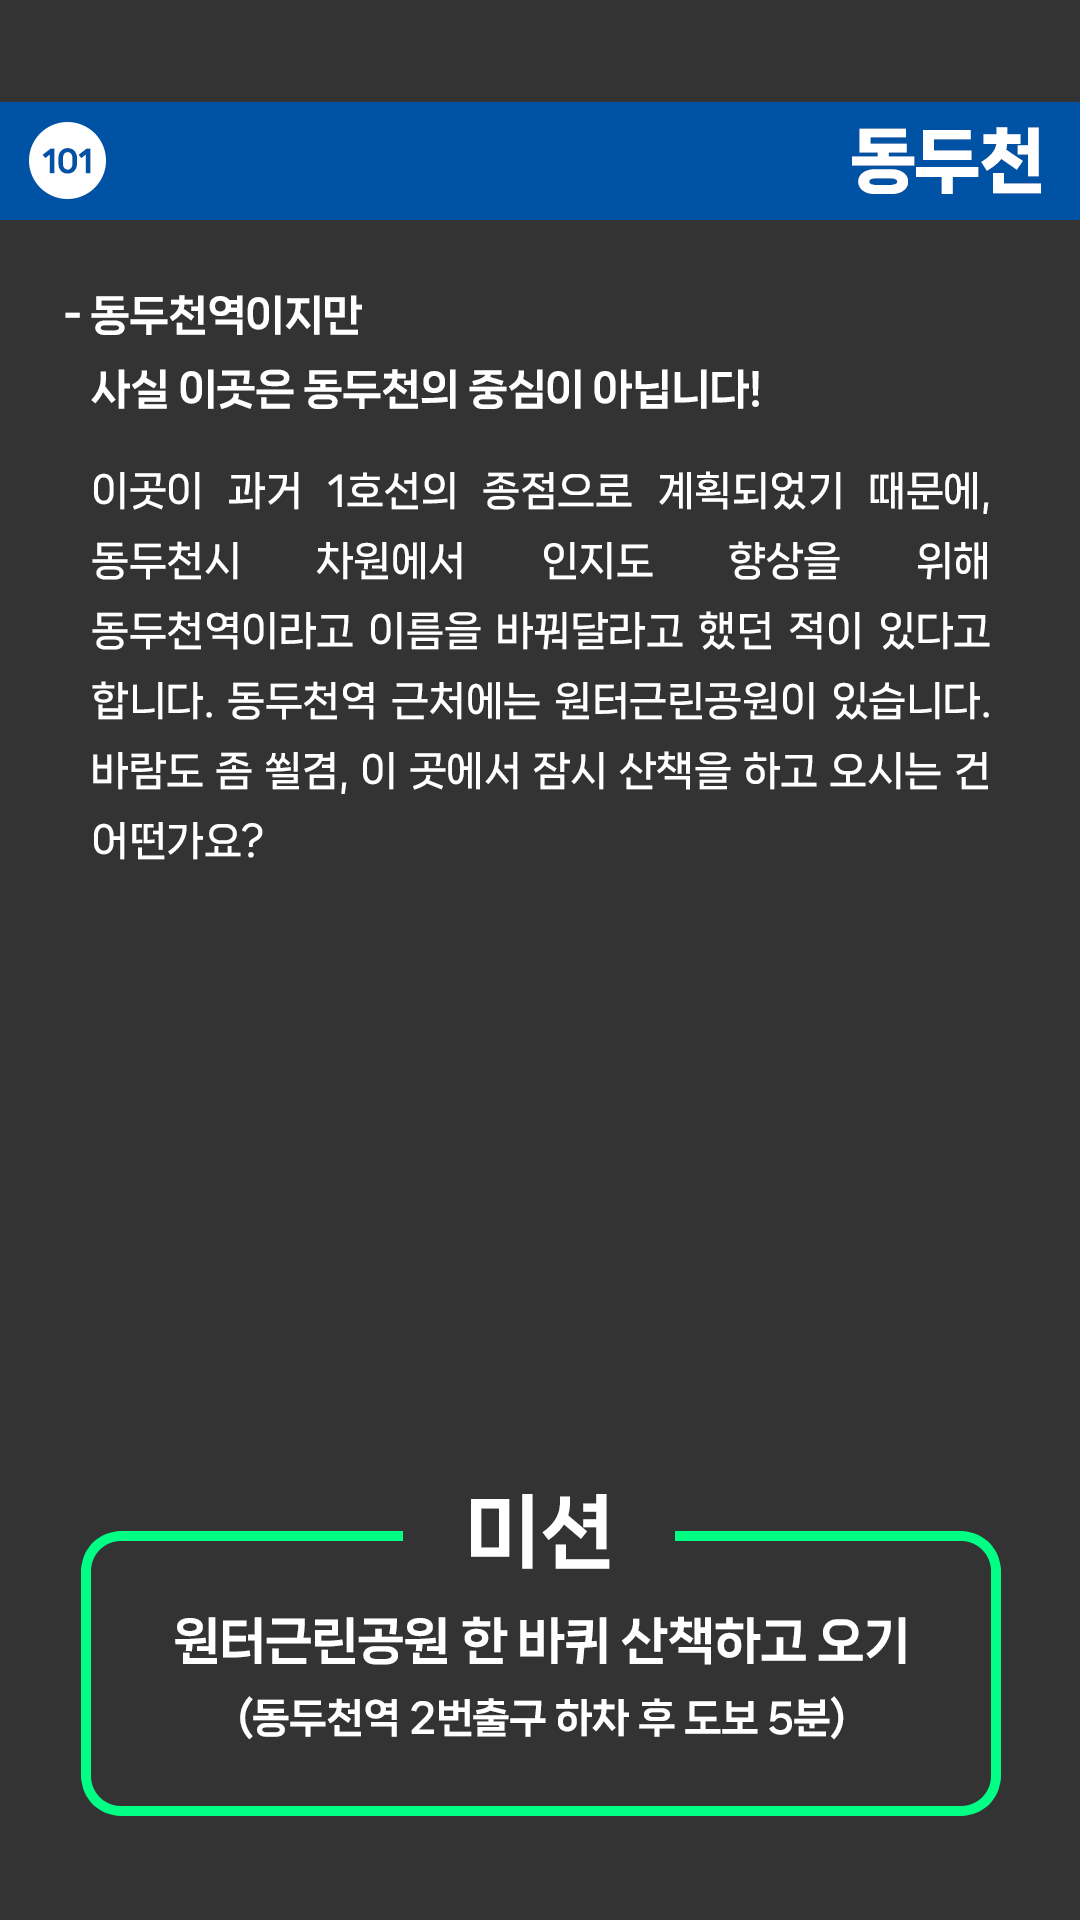 101
동두천
- 동두천역이지만
사실 이곳은 동두천의 중심이 아닙니다!
이곳이 과거 1호선의 종점으로 계획되었기 때문에,
동두천시 차원에서 인지도 향상을 위해
동두천역이라고 이름을 바꿔달라고 했던 적이 있다고
합니다. 동두천역 근처에는 원터근린공원이 있습니다.
바람도 좀 쐴겸, 이 곳에서 잠시 산책을 하고 오시는 건
어떤가요?
미션
원터근린공원 한 바퀴 산책하고 오기
(동두천역 2번출구 하차 후 도보 5분)